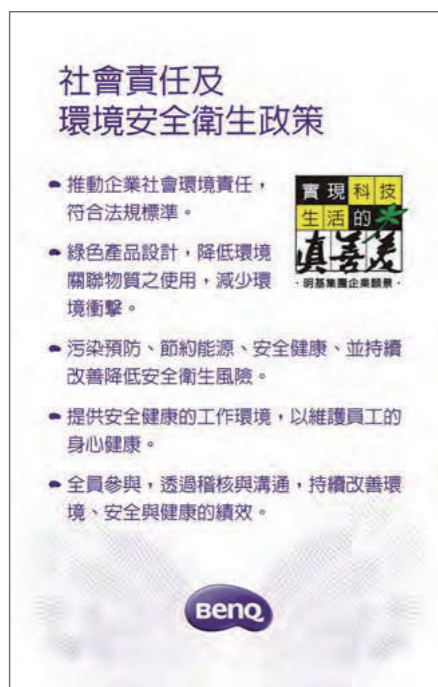 社會責任及
環境安全衛生政策
推動企業社會環境責任，
符合法規標準。
實現科技
生活的
真善美
·明基集團企業願景·
綠色產品設計，降低環境
關聯物質之使用，減少環
境衝擊。
污染預防、節約能源、安全健康、並持續
改善降低安全衛生風險。
提供安全健康的工作環境，以維護員工的
身心健康。
全員參與，透過稽核與溝通，持續改善環
境、安全與健康的績效。
BenQ